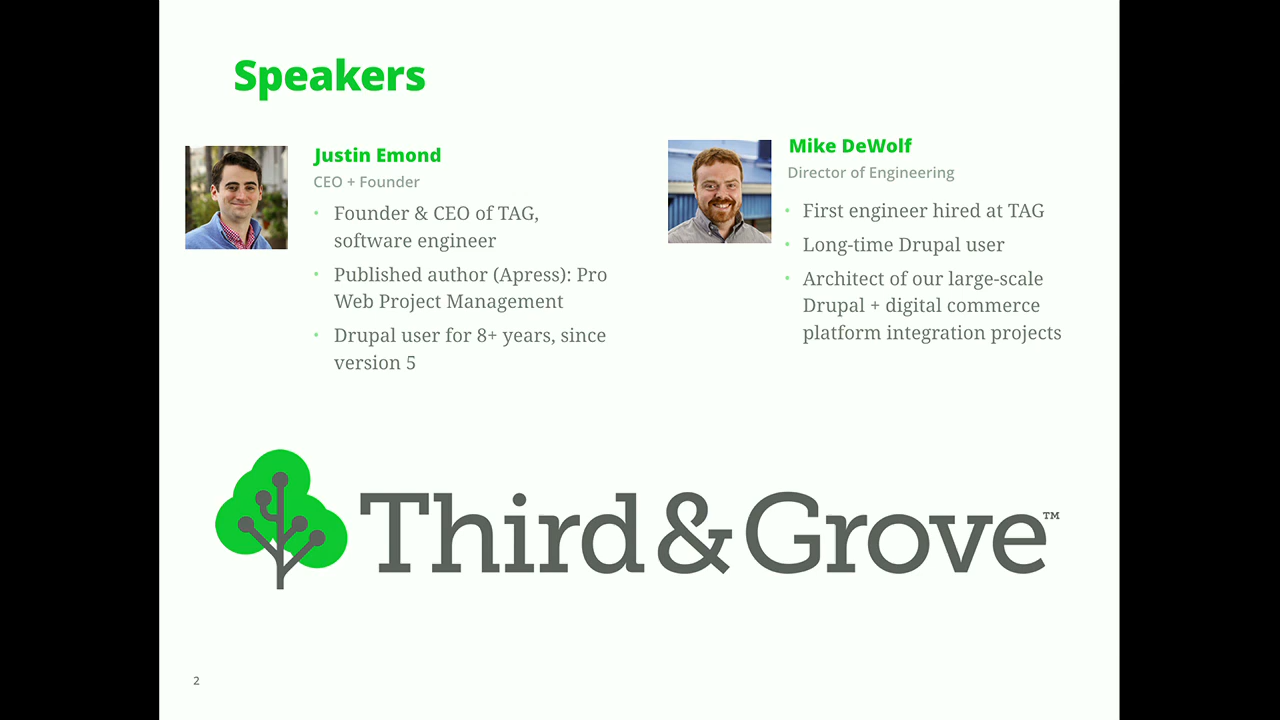 Speakers
Justin Emond
CEO + Founder
• Founder & CEO of TAG,
software engineer
• Published author (Apress): Pro
Web Project Management
• Drupal user for 8+ years, since
version 5
Mike DeWolf
Director of Engineering
• First engineer hired at TAG
• Long-time Drupal user
• Architect of our large-scale
Drupal + digital commerce
platform integration projects
Third&Grove™
2